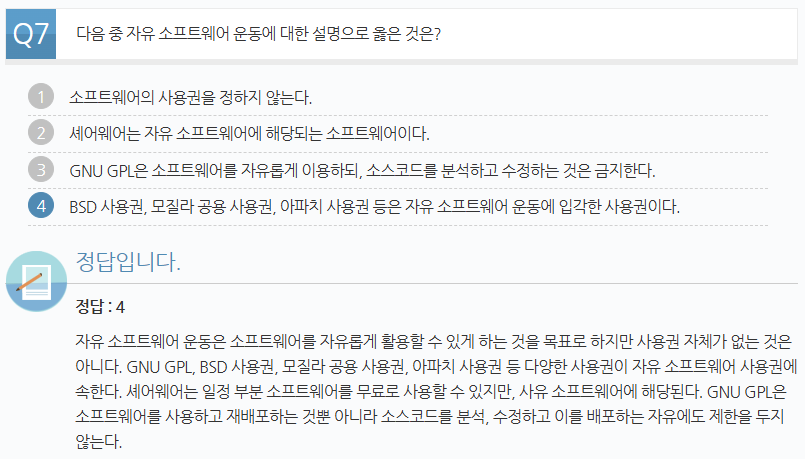 Q7 다음 중 자유 소프트웨어 운동에 대한 설명으로 옳은 것은?
1 소프트웨어의 사용권을 정하지 않는다.
2 셰어웨어는 자유 소프트웨어에 해당되는 소프트웨어이다.
3 GNU GPL은 소프트웨어를 자유롭게 이용하되, 소스코드를 분석하고 수정하는 것은 금지한다.
4 BSD 사용권, 모질라 공용 사용권, 아파치 사용권 등은 자유 소프트웨어 운동에 입각한 사용권이다.
정답입니다.
정답 : 4
자유 소프트웨어 운동은 소프트웨어를 자유롭게 활용할 수 있게 하는 것을 목표로 하지만 사용권 자체가 없는 것은
아니다. GNU GPL, BSD 사용권, 모질라 공용 사용권, 아파치 사용권 등 다양한 사용권이 자유 소프트웨어 사용권에
속한다. 셰어웨어는 일정 부분 소프트웨어를 무료로 사용할 수 있지만, 사유 소프트웨어에 해당된다. GNU GPL은
소프트웨어를 사용하고 재배포하는 것뿐 아니라 소스코드를 분석, 수정하고 이를 배포하는 자유에도 제한을 두지
않는다.